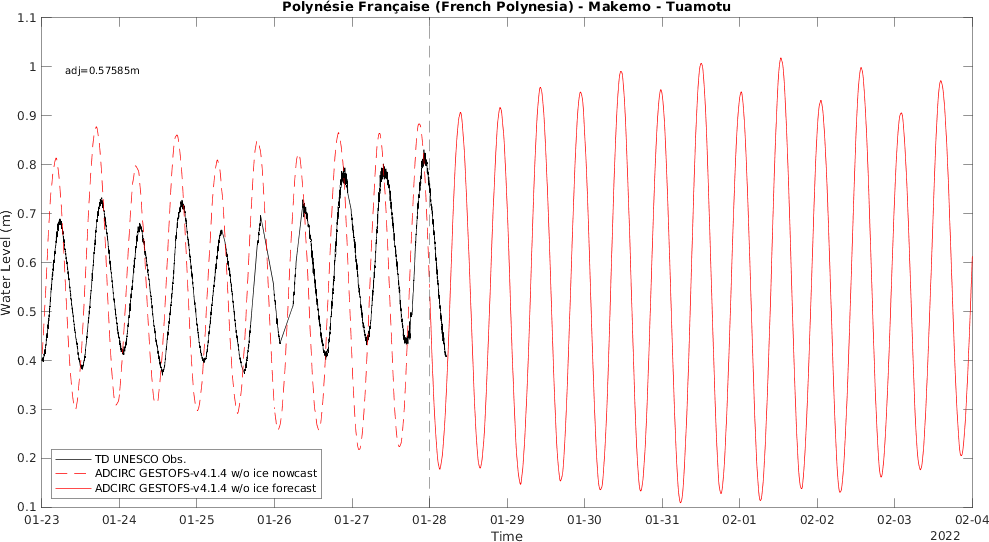 Polynésie Française (French Polynesia) - Makemo - Tuamotu
1.1
1
0.9
0.8
0.7
0.6
0.5
0.4
0.3
0.2
0.1
Water Level (m)
adj=0.57585m
TD UNESCO Obs.
ADCIRC GESTOFS-v4.1.4 w/o ice nowcast
ADCIRC GESTOFS-v4.1.4 w/o ice forecast
01-23 01-24 01-25 01-26 01-27 01-28 01-29 01-30 01-31 02-01 02-02 02-03 02-04
Time
2022